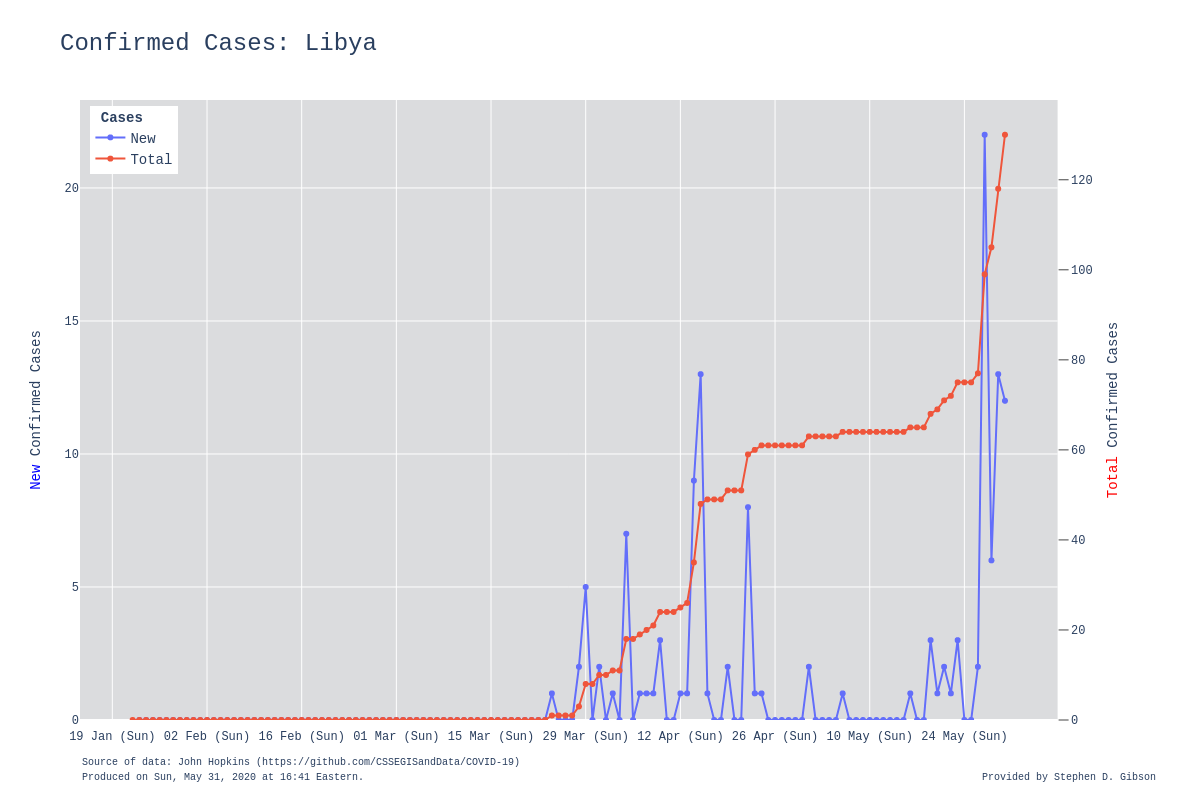 Confirmed Cases: Libya
Cases
New
Total
20
15
10
5
0
120
100
80
60
40
20
0
New Confirmed Cases
Total Confirmed Cases
19 Jan (Sun) 02 Feb (Sun) 16 Feb (Sun) 01 Mar (Sun) 15 Mar (Sun) 29 Mar (Sun) 12 Apr (Sun) 26 Apr (Sun) 10 May (Sun) 24 May (Sun)
Source of data: John Hopkins (https://github.com/CSSEGISandData/COVID-19)
Produced on Sun, May 31, 2020 at 16:41 Eastern.
Provided by Stephen D. Gibson